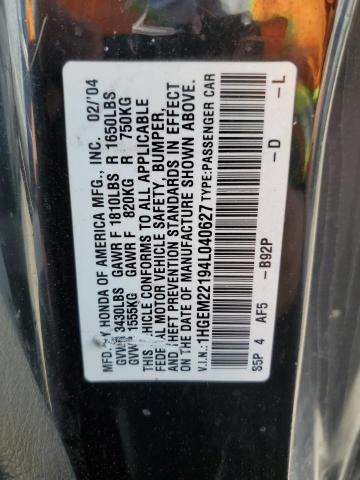 MFD. BY HONDA OF AMERICA MFG., INC. 02/'04
GVWR 3430LBS GAWR F 1810LBS R 1650LBS
GVWR 1555KG GAWR F 820KG R 750KG
THIS VEHICLE CONFORMS TO ALL APPLICABLE
FEDERAL MOTOR VEHICLE SAFETY, BUMPER,
AND THEFT PREVENTION STANDARDS IN EFFECT
ON THE DATE OF MANUFACTURE SHOWN ABOVE.
V.I.N.: 1HGEM22194L040627 TYPE: PASSENGER CAR
S5P 4 AF5 -B92P -D -L